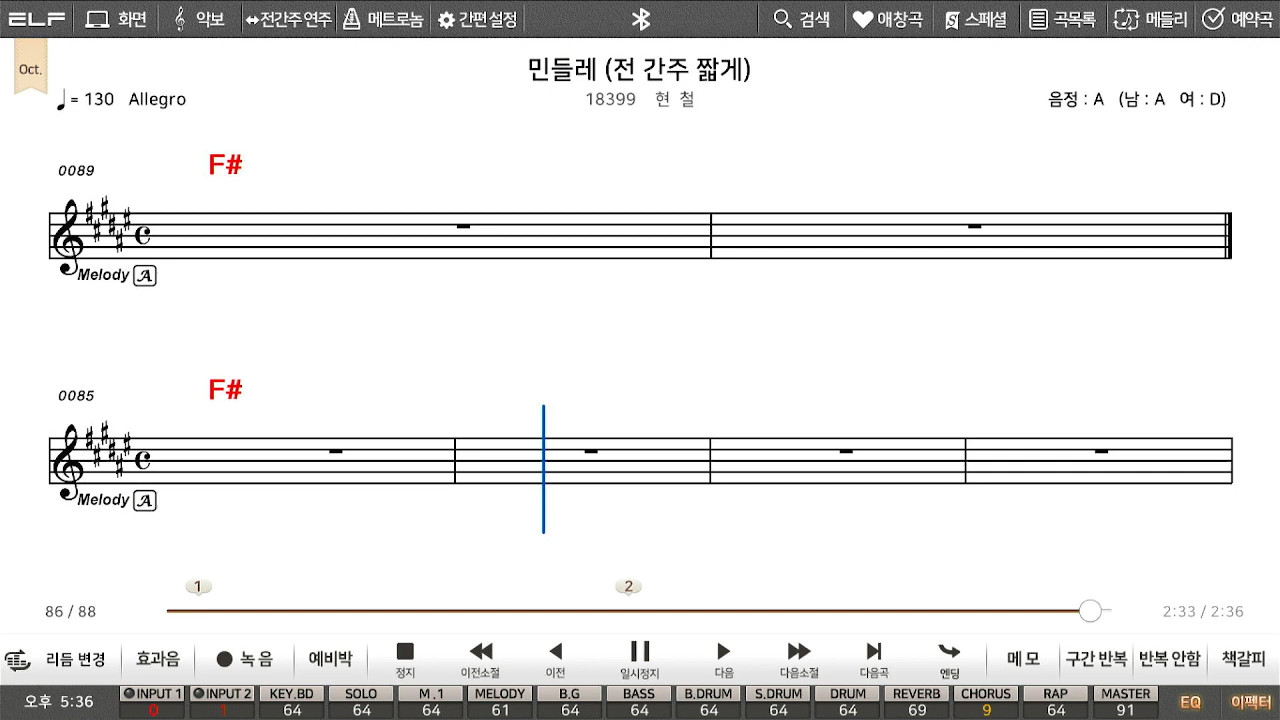 ELF 화면 악보 전간주 연주 메트로놈 간편 설정 검색 애창곡 스페셜 곡목록 메들리 예약곡
Oct.
민들레 (전 간주 짧게)
= 130 Allegro
18399 현 철
음정 : A (남 : A 여 : D)
0089
F#
Melody A
0085
F#
Melody A
1 2
86 / 88
2:33 / 2:36
리듬 변경 효과음 녹 음 예비박 정지 이전소절 이전 일시정지 다음 다음소절 다음곡 엔딩 메 모 구간 반복 반복 안함 책갈피
오후 5:36
INPUT 1 INPUT 2 KEY,BD SOLO M ,1 MELODY B,G BASS B,DRUM S,DRUM DRUM REVERB CHORUS RAP MASTER EQ 이펙터
0 1 64 64 64 61 64 64 64 64 64 69 9 64 91